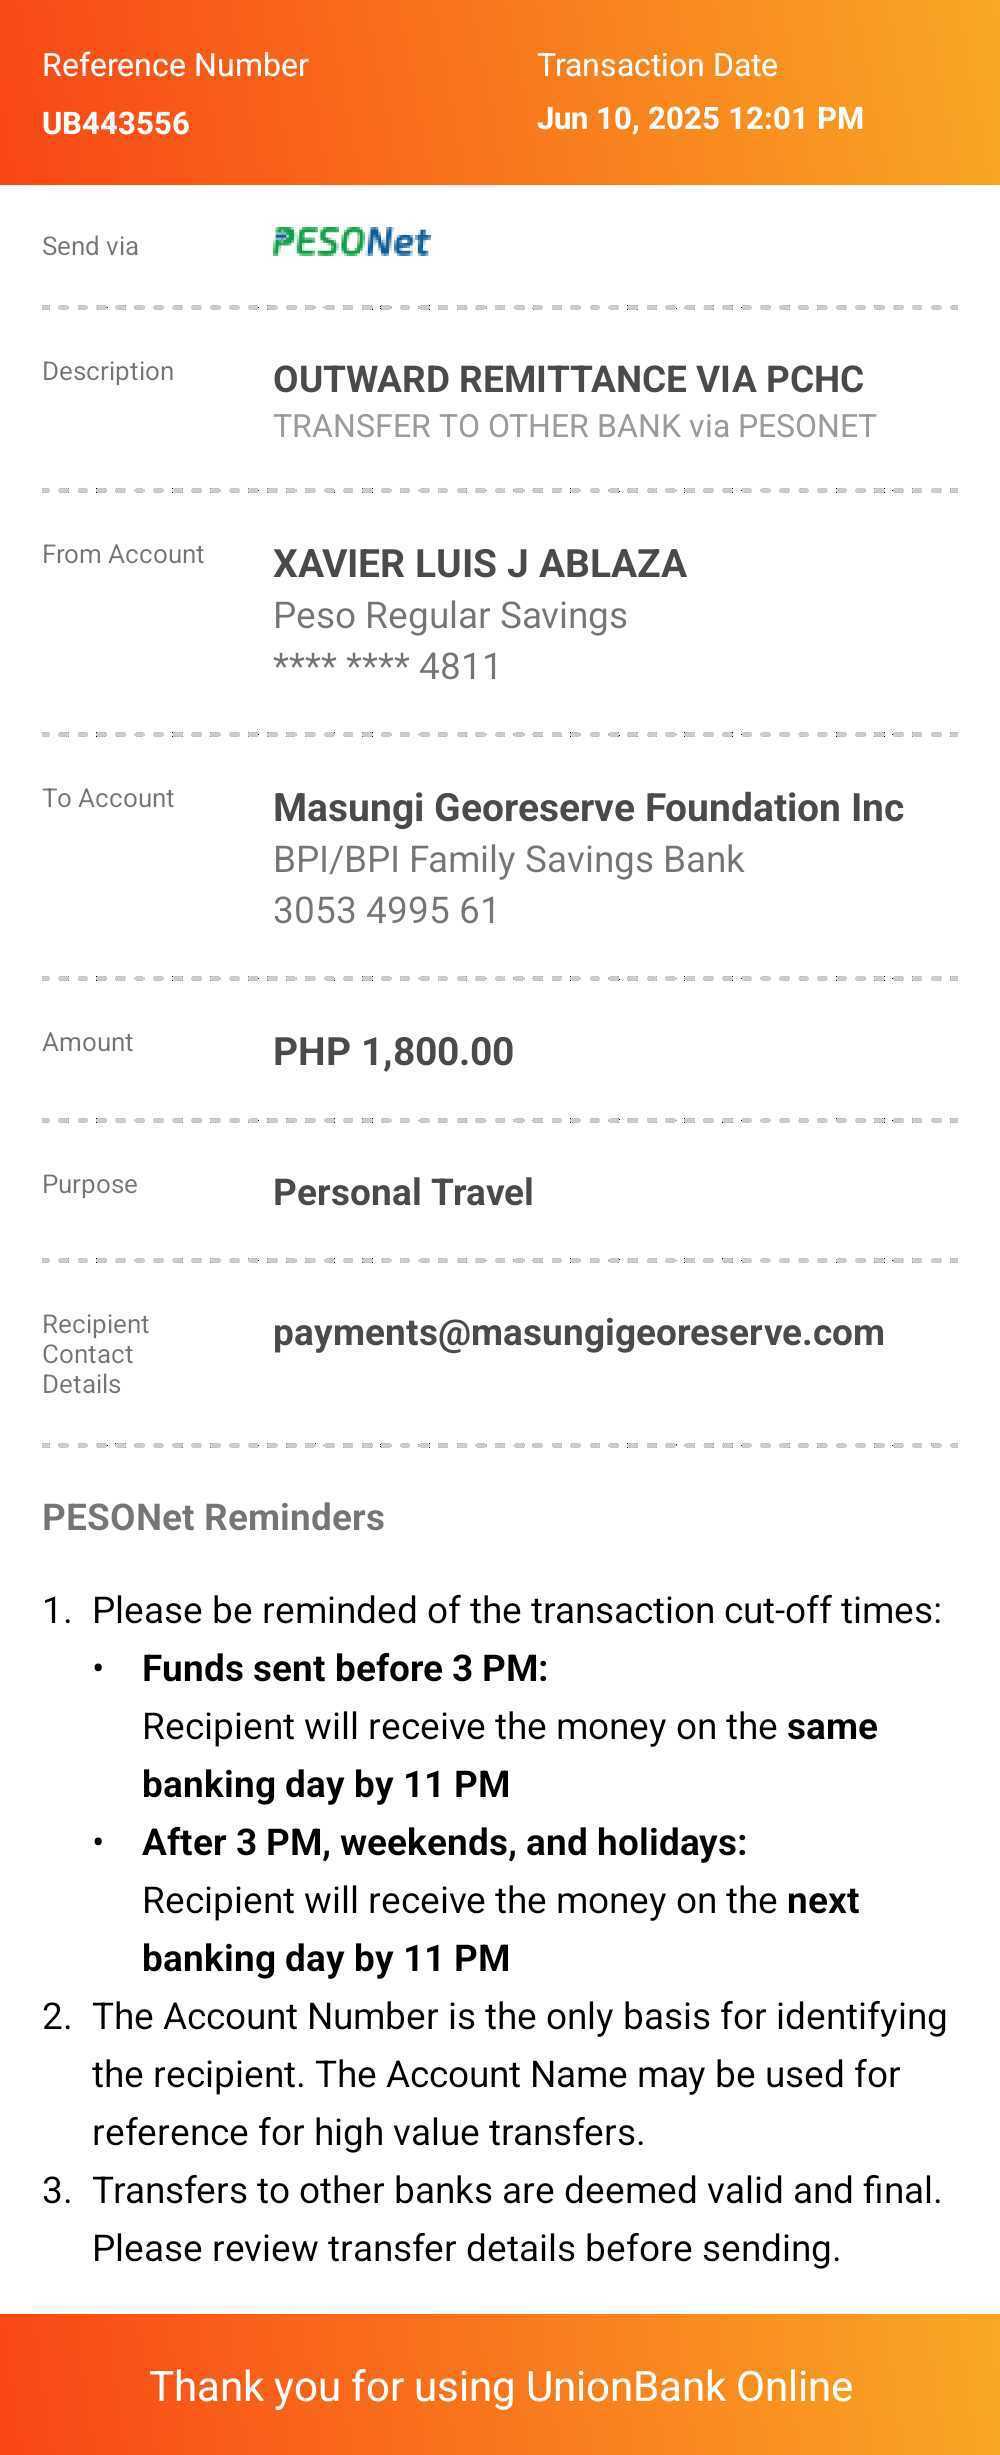 Reference Number
UB443556
Transaction Date
Jun 10, 2025 12:01 PM
Send via
PESONet
Description
OUTWARD REMITTANCE VIA PCHC
TRANSFER TO OTHER BANK via PESONET
From Account
XAVIER LUIS J ABLAZA
Peso Regular Savings
**** **** 4811
To Account
Masungi Georeserve Foundation Inc
BPI/BPI Family Savings Bank
3053 4995 61
Amount
PHP 1,800.00
Purpose
Personal Travel
Recipient
Contact
Details
payments@masungigeoreserve.com
PESONet Reminders
1. Please be reminded of the transaction cut-off times:
• Funds sent before 3 PM:
Recipient will receive the money on the same
banking day by 11 PM
• After 3 PM, weekends, and holidays:
Recipient will receive the money on the next
banking day by 11 PM
2. The Account Number is the only basis for identifying
the recipient. The Account Name may be used for
reference for high value transfers.
3. Transfers to other banks are deemed valid and final.
Please review transfer details before sending.
Thank you for using UnionBank Online